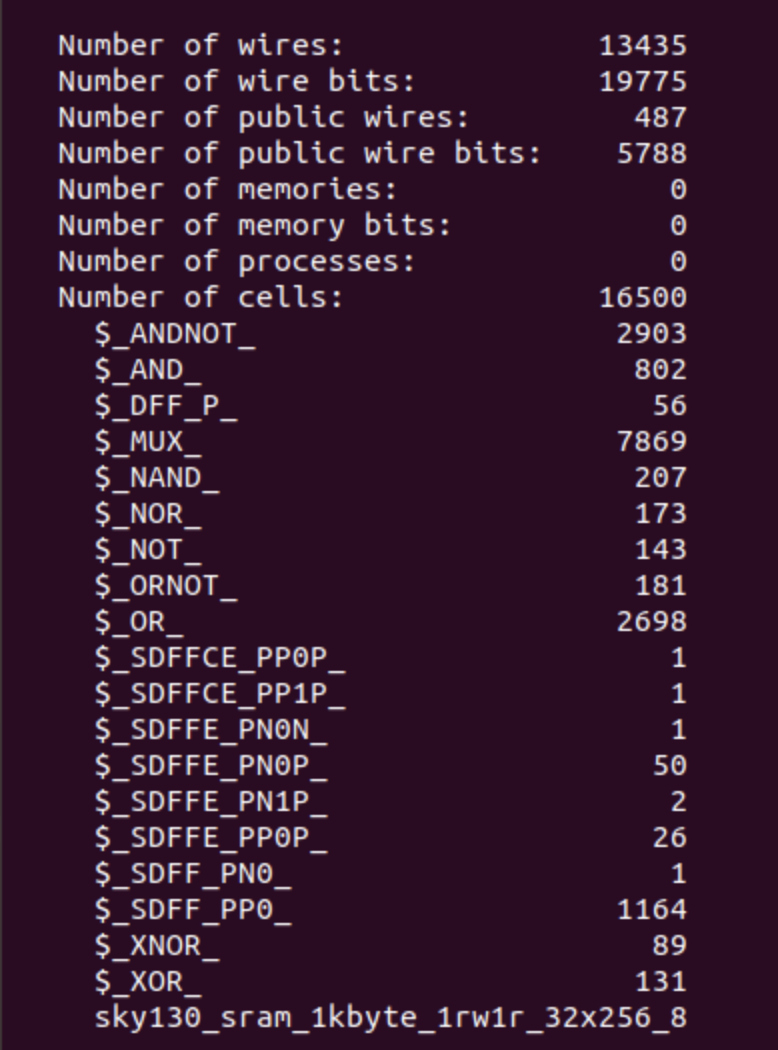 Number of wires: 13435
Number of wire bits: 19775
Number of public wires: 487
Number of public wire bits: 5788
Number of memories: 0
Number of memory bits: 0
Number of processes: 0
Number of cells: 16500
$_ANDNOT_ 2903
$_AND_ 802
$_DFF_P_ 56
$_MUX_ 7869
$_NAND_ 207
$_NOR_ 173
$_NOT_ 143
$_ORNOT_ 181
$_OR_ 2698
$_SDFFCE_PP0P_ 1
$_SDFFCE_PP1P_ 1
$_SDFFE_PN0N_ 1
$_SDFFE_PN0P_ 50
$_SDFFE_PN1P_ 2
$_SDFFE_PP0P_ 26
$_SDFF_PN0_ 1
$_SDFF_PP0_ 1164
$_XNOR_ 89
$_XOR_ 131
sky130_sram_1kbyte_1rw1r_32x256_8